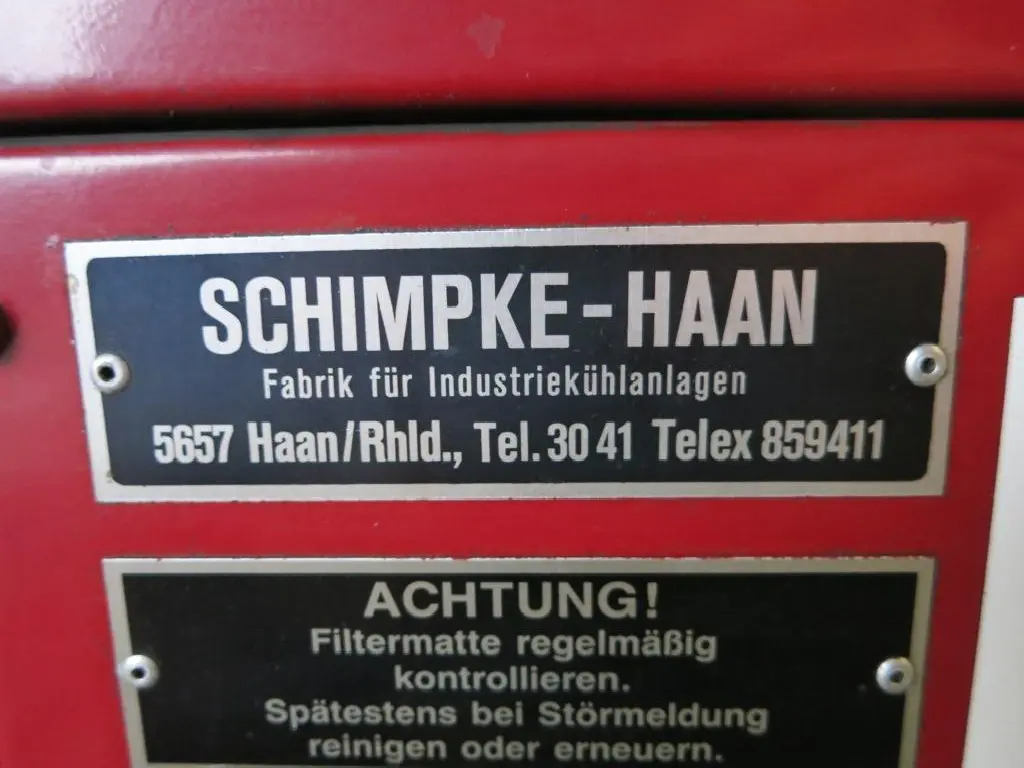 SCHIMPKE-HAAN
Fabrik für Industriekühlanlagen
5657 Haan/Rhld., Tel. 30 41 Telex 859411
ACHTUNG!
Filtermatte regelmäßig
kontrollieren.
Spätestens bei Störmeldung
reinigen oder erneuern.